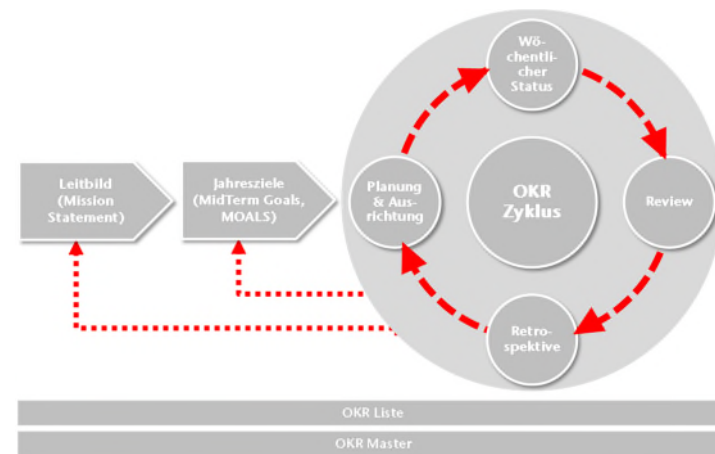 Leitbild
(Mission
Statement)
Jahresziele
(MidTerm Goals,
MOALS)
Planung
& Aus-
richtung
Wö-
chentli-
cher
Status
OKR
Zyklus
Review
Retro-
spektive
OKR Liste
OKR Master